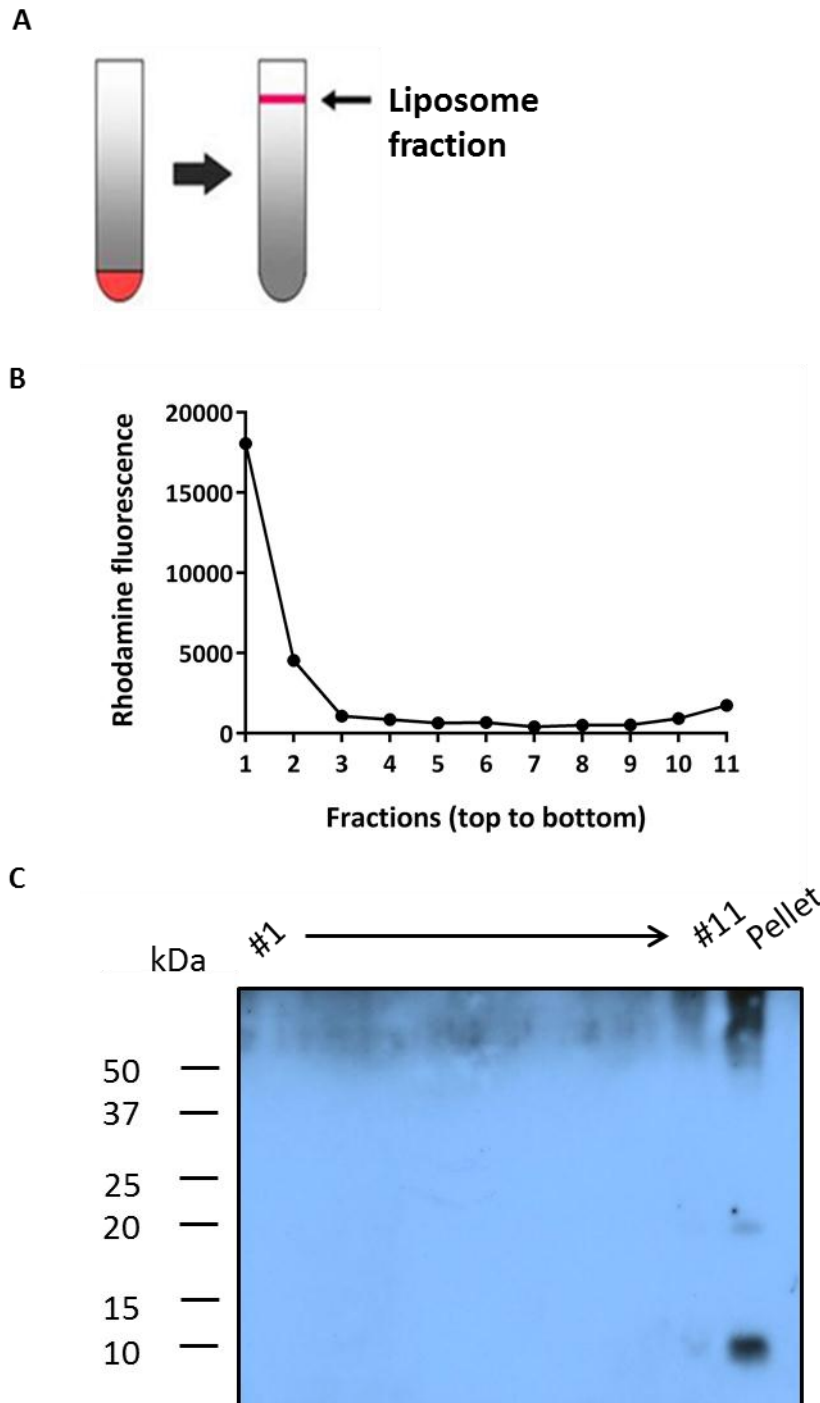 A
Liposome
fraction
B
Rhodamine fluorescence
20000
15000
10000
5000
0
1 2 3 4 5 6 7 8 9 10 11
Fractions (top to bottom)
C
kDa
#1 #11 Pellet
50
37
25
20
15
10